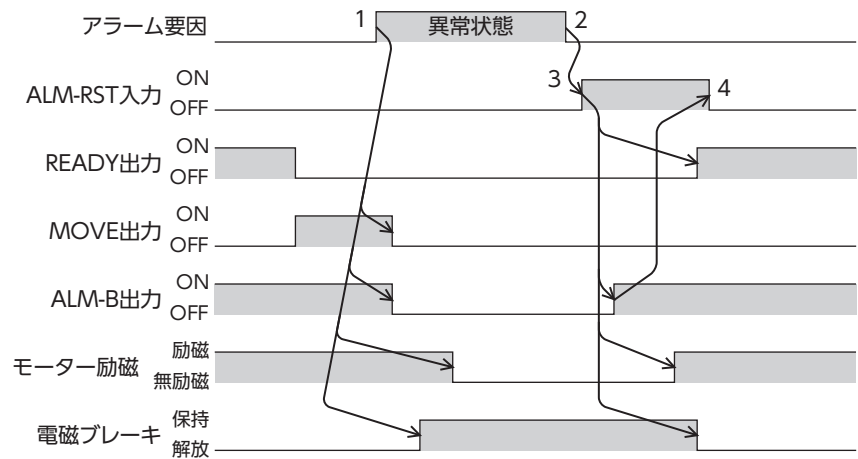 アラーム要因 1 異常状態 2
ALM-RST入力 ON OFF 3 4
READY出力 ON OFF
MOVE出力 ON OFF
ALM-B出力 ON OFF
モーター励磁 励磁 無励磁
電磁ブレーキ 保持 解放